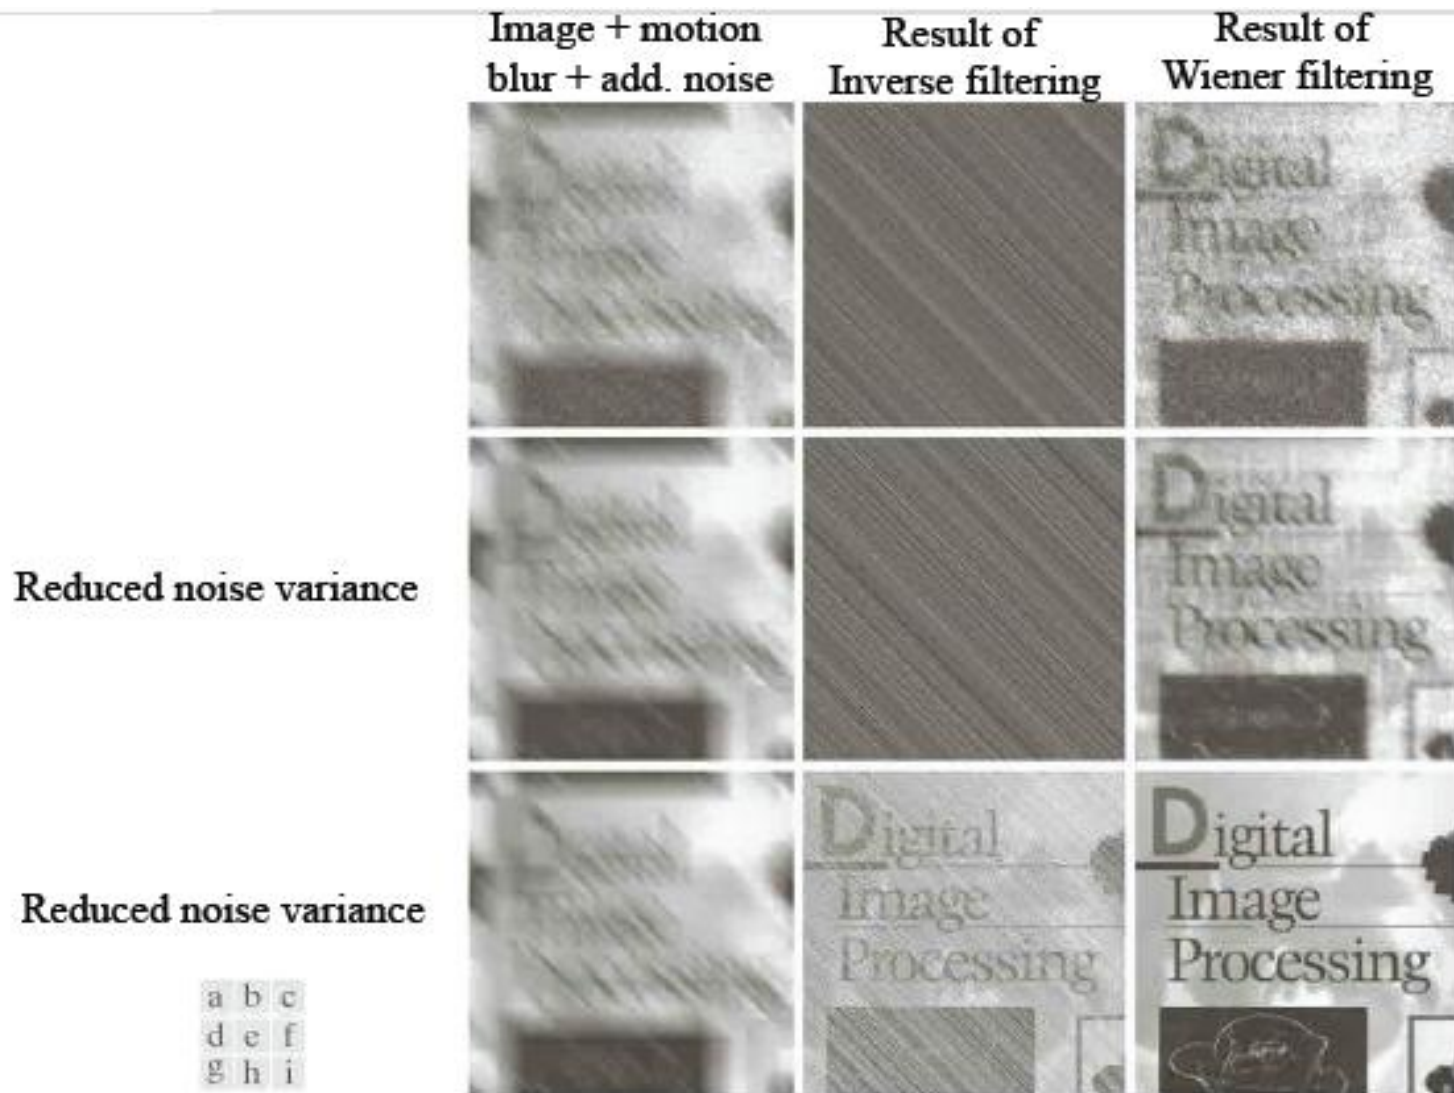 Image + motion
blur + add. noise
Result of
Inverse filtering
Result of
Wiener filtering
Digital
Image
Processing
Reduced noise variance
Digital
Image
Processing
Reduced noise variance
Digital
Image
Processing
Digital
Image
Processing
a b c
d e f
g h i